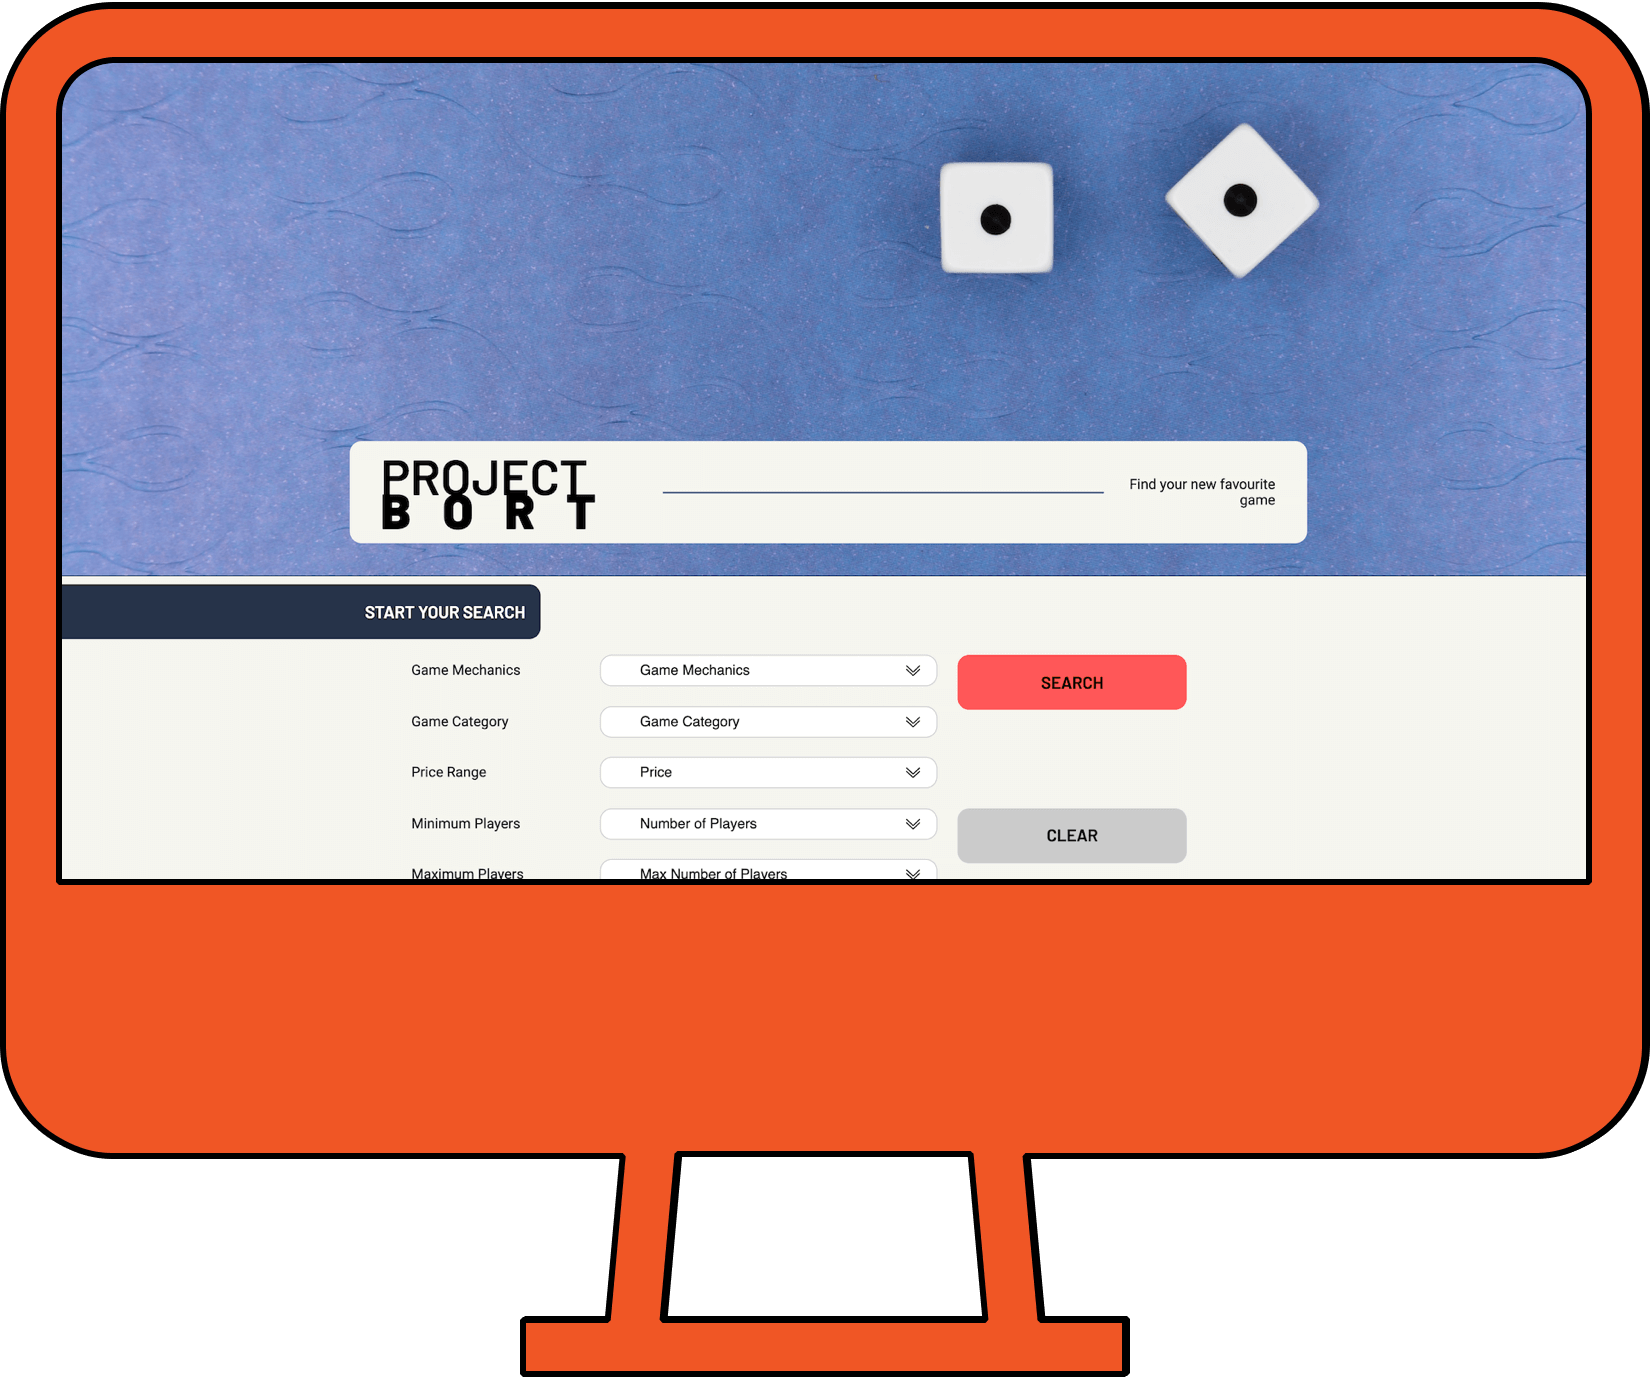 PROJECT
BORT
Find your new favourite
game
START YOUR SEARCH
Game Mechanics Game Mechanics SEARCH
Game Category Game Category
Price Range Price
Minimum Players Number of Players CLEAR
Maximum Players Max Number of Players